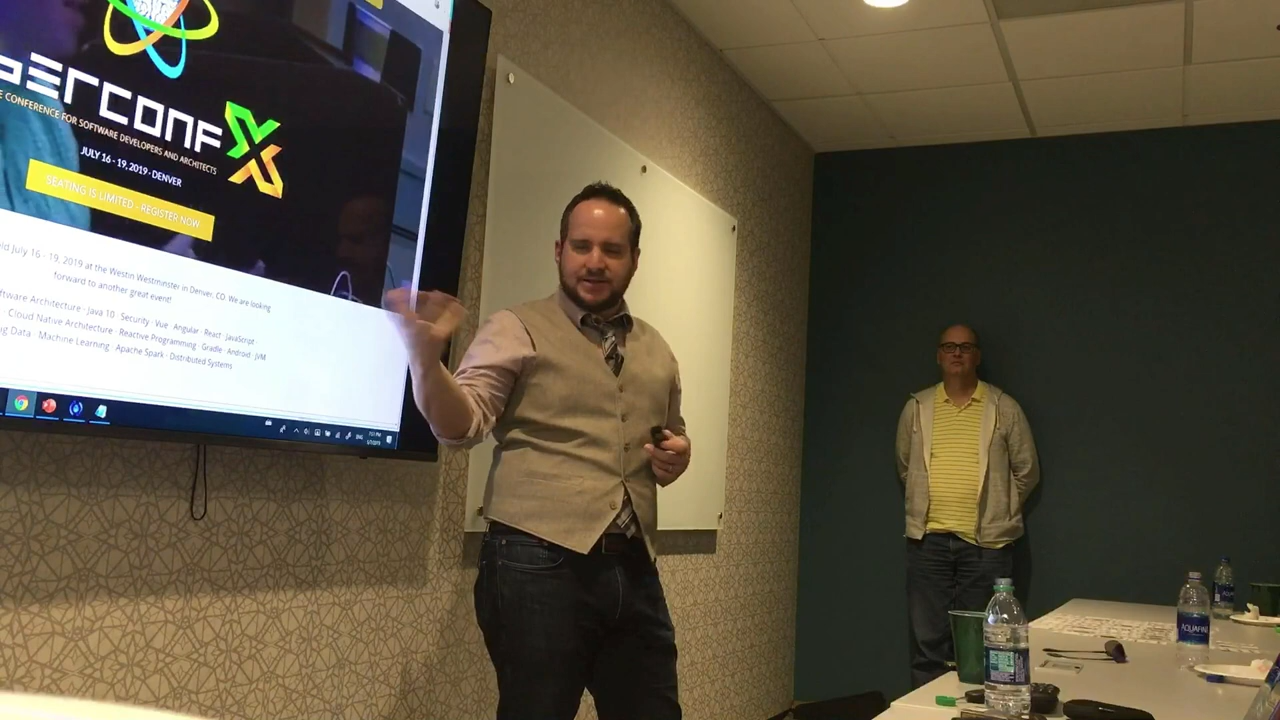 PERCONF X
E CONFERENCE FOR SOFTWARE DEVELOPERS AND ARCHITECTS
JULY 16 - 19, 2019 - DENVER
SEATING IS LIMITED - REGISTER NOW
ld July 16 - 19, 2019 at the Westin Westminster in Denver, CO. We are looking
forward to another great event!
ftware Architecture · Java 10 · Security · Vue · Angular · React · JavaScript ·
· Cloud Native Architecture · Reactive Programming · Gradle · Android · JVM
g Data · Machine Learning · Apache Spark · Distributed Systems
ENG
AQUAFINA